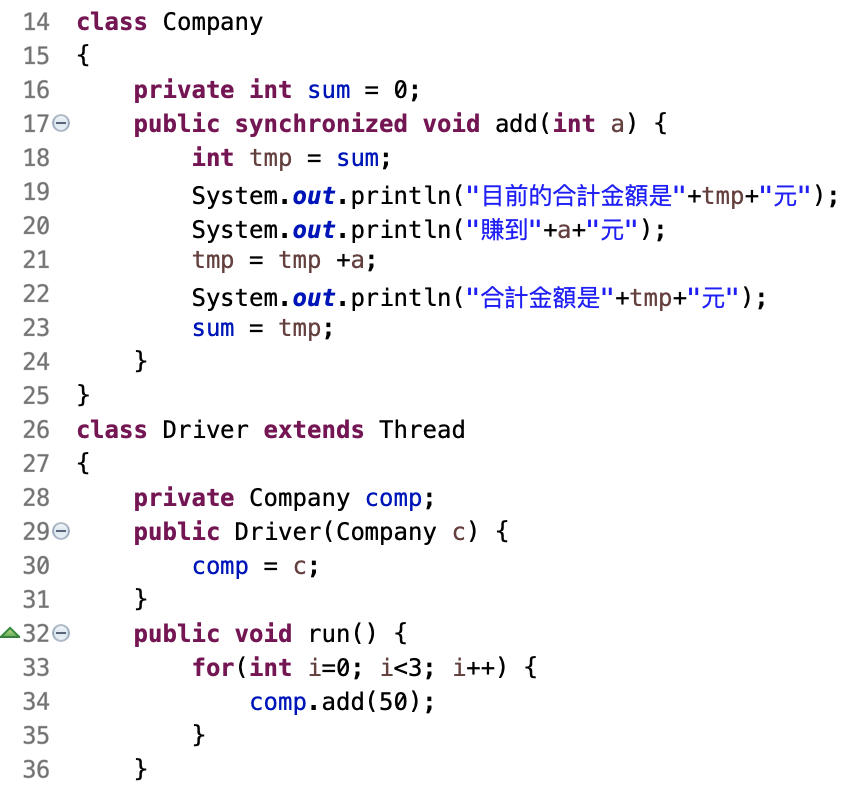 14 class Company
15 {
16     private int sum = 0;
17     public synchronized void add(int a) {
18         int tmp = sum;
19         System.out.println("目前的合計金額是"+tmp+"元");
20         System.out.println("賺到"+a+"元");
21         tmp = tmp +a;
22         System.out.println("合計金額是"+tmp+"元");
23         sum = tmp;
24     }
25 }
26 class Driver extends Thread
27 {
28     private Company comp;
29     public Driver(Company c) {
30         comp = c;
31     }
32     public void run() {
33         for(int i=0; i<3; i++) {
34             comp.add(50);
35         }
36     }